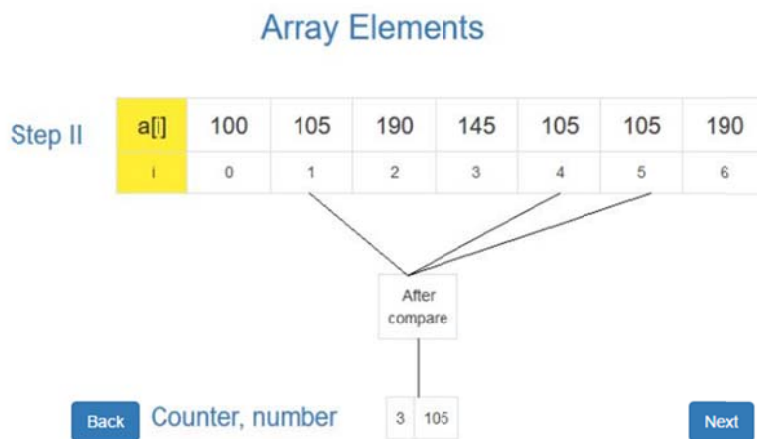 Array Elements
Step II
a[i] 100 105 190 145 105 105 190
i 0 1 2 3 4 5 6
After
compare
Back Counter, number 3 105 Next